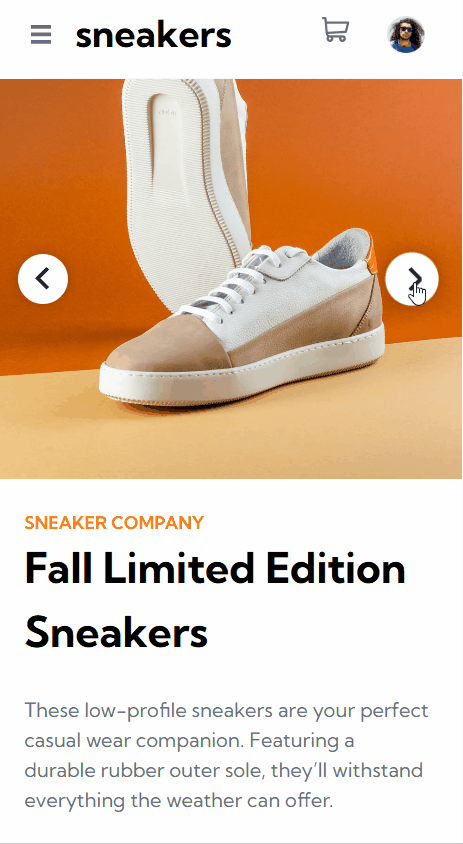 sneakers
SNEAKER COMPANY
Fall Limited Edition
Sneakers
These low-profile sneakers are your perfect
casual wear companion. Featuring a
durable rubber outer sole, they’ll withstand
everything the weather can offer.